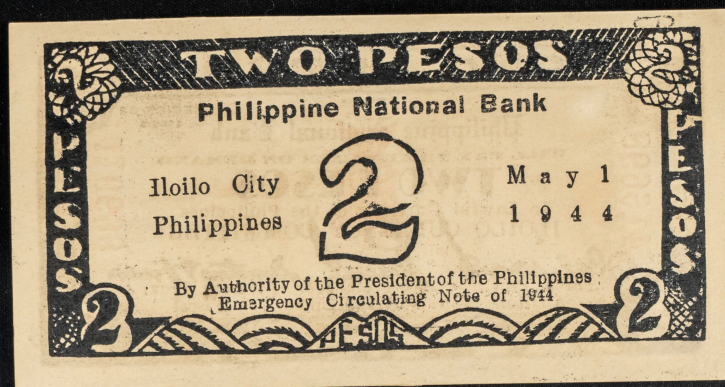 2 TWO PESOS 2
Philippine National Bank
PESOS
PESOS
Iloilo City
Philippines
2
May 1
1944
By Authority of the President of the Philippines
Emergency Circulating Note of 1944
2 PESOS 2